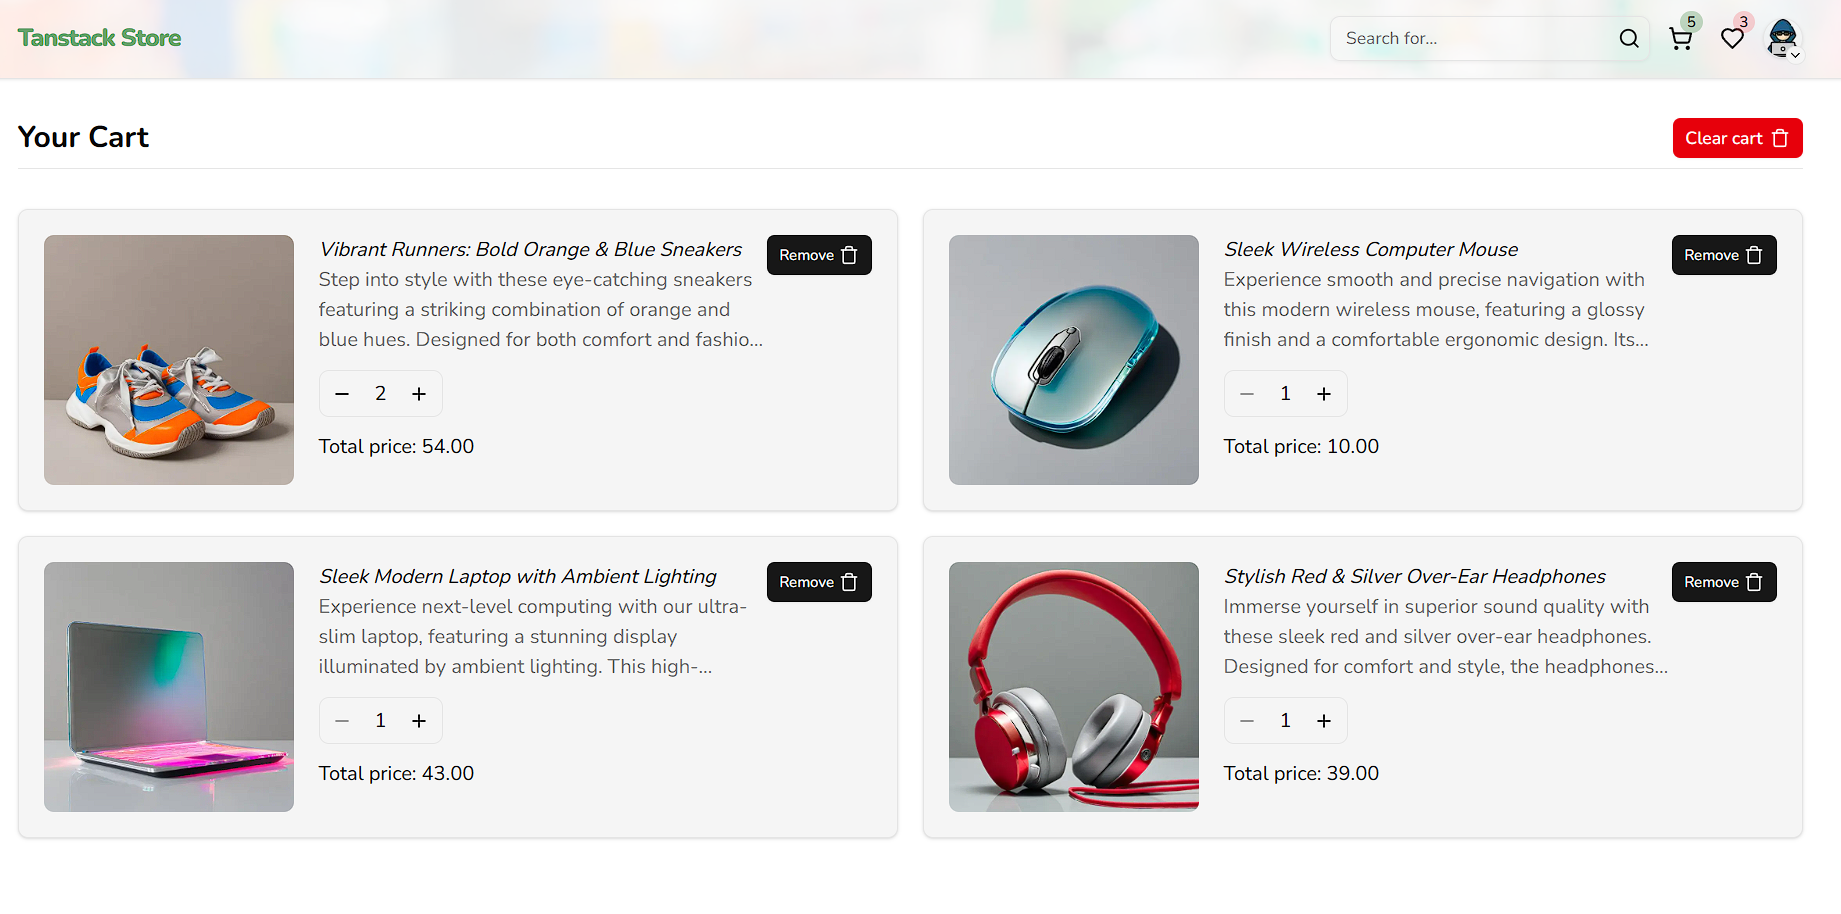 Tanstack Store
Search for...
5
3
Your Cart
Clear cart
Vibrant Runners: Bold Orange & Blue Sneakers
Remove
Step into style with these eye-catching sneakers
featuring a striking combination of orange and
blue hues. Designed for both comfort and fashio...
2
Total price: 54.00
Sleek Wireless Computer Mouse
Remove
Experience smooth and precise navigation with
this modern wireless mouse, featuring a glossy
finish and a comfortable ergonomic design. Its...
1
Total price: 10.00
Sleek Modern Laptop with Ambient Lighting
Remove
Experience next-level computing with our ultra-
slim laptop, featuring a stunning display
illuminated by ambient lighting. This high-...
1
Total price: 43.00
Stylish Red & Silver Over-Ear Headphones
Remove
Immerse yourself in superior sound quality with
these sleek red and silver over-ear headphones.
Designed for comfort and style, the headphones...
1
Total price: 39.00